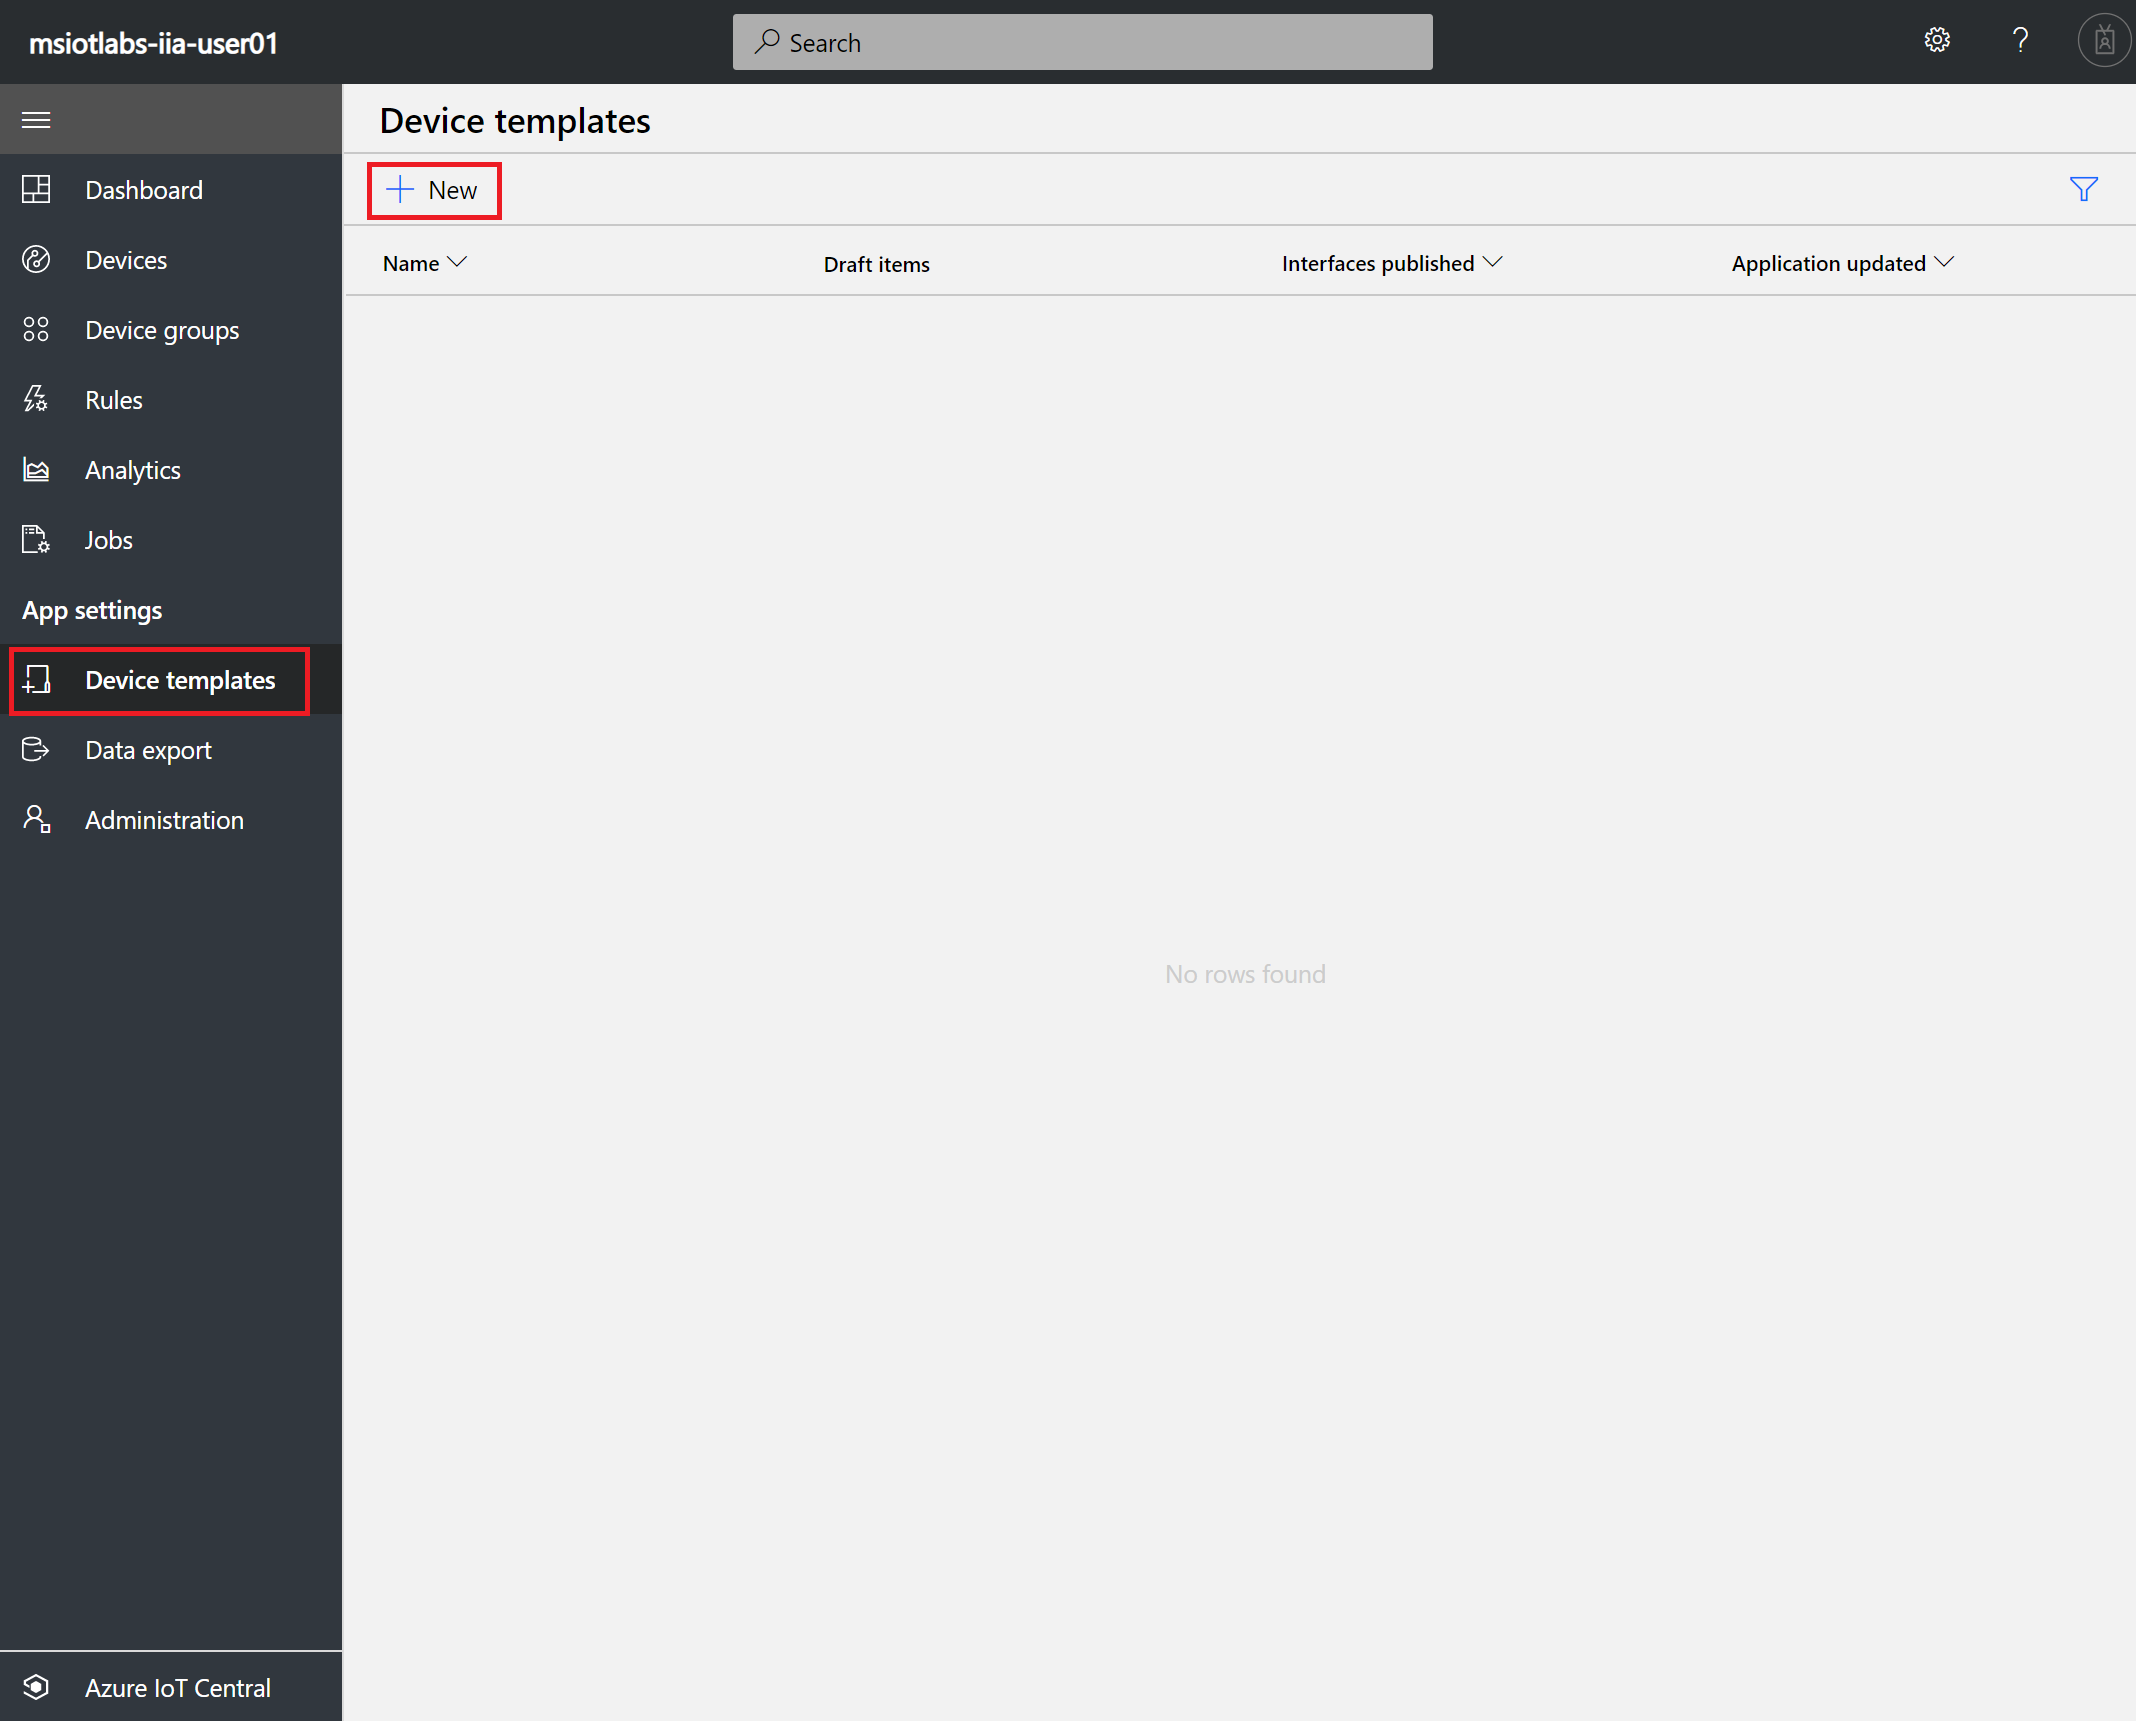 msiotlabs-iia-user01
Search
?
Dashboard
Devices
Device groups
Rules
Analytics
Jobs
App settings
Device templates
Data export
Administration
Azure IoT Central
Device templates
New
Name
Draft items
Interfaces published
Application updated
No rows found